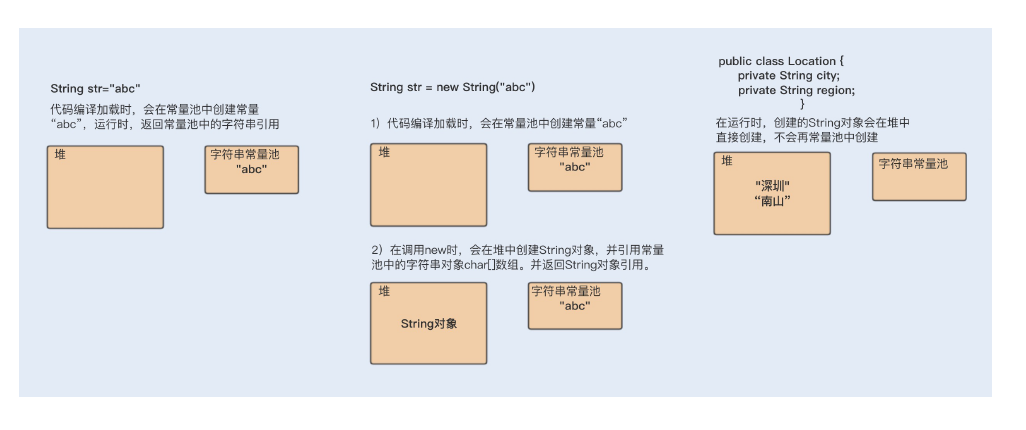 String str="abc"
代码编译加载时，会在常量池中创建常量
“abc”，运行时，返回常量池中的字符串引用
堆
字符串常量池
"abc"
String str = new String("abc")
1）代码编译加载时，会在常量池中创建常量“abc”
堆
字符串常量池
"abc"
2）在调用new时，会在堆中创建String对象，并引用常量
池中的字符串对象char[]数组。并返回String对象引用。
堆
String对象
字符串常量池
"abc"
public class Location {
private String city;
private String region;
}
在运行时，创建的String对象会在堆中
直接创建，不会再常量池中创建
堆
"深圳"
“南山”
字符串常量池